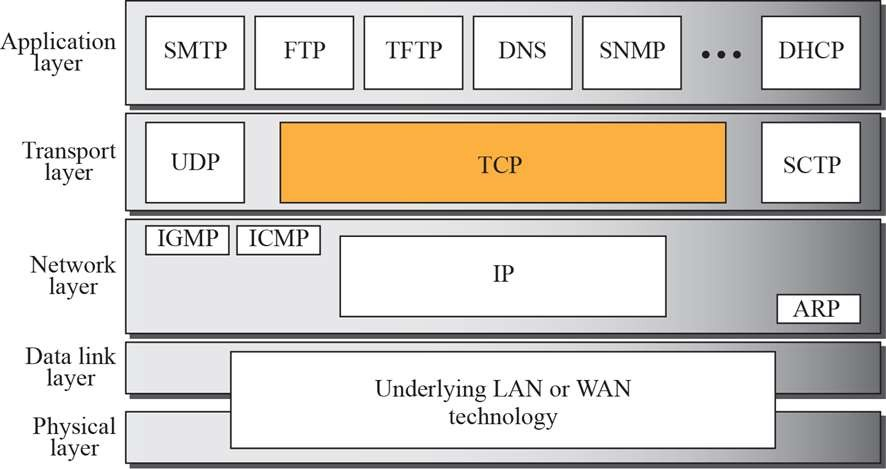 Application
layer
SMTP
FTP
TFTP
DNS
SNMP
•••
DHCP
Transport
layer
UDP
TCP
SCTP
IGMP
ICMP
Network
layer
IP
ARP
Data link
layer
Underlying LAN or WAN
technology
Physical
layer